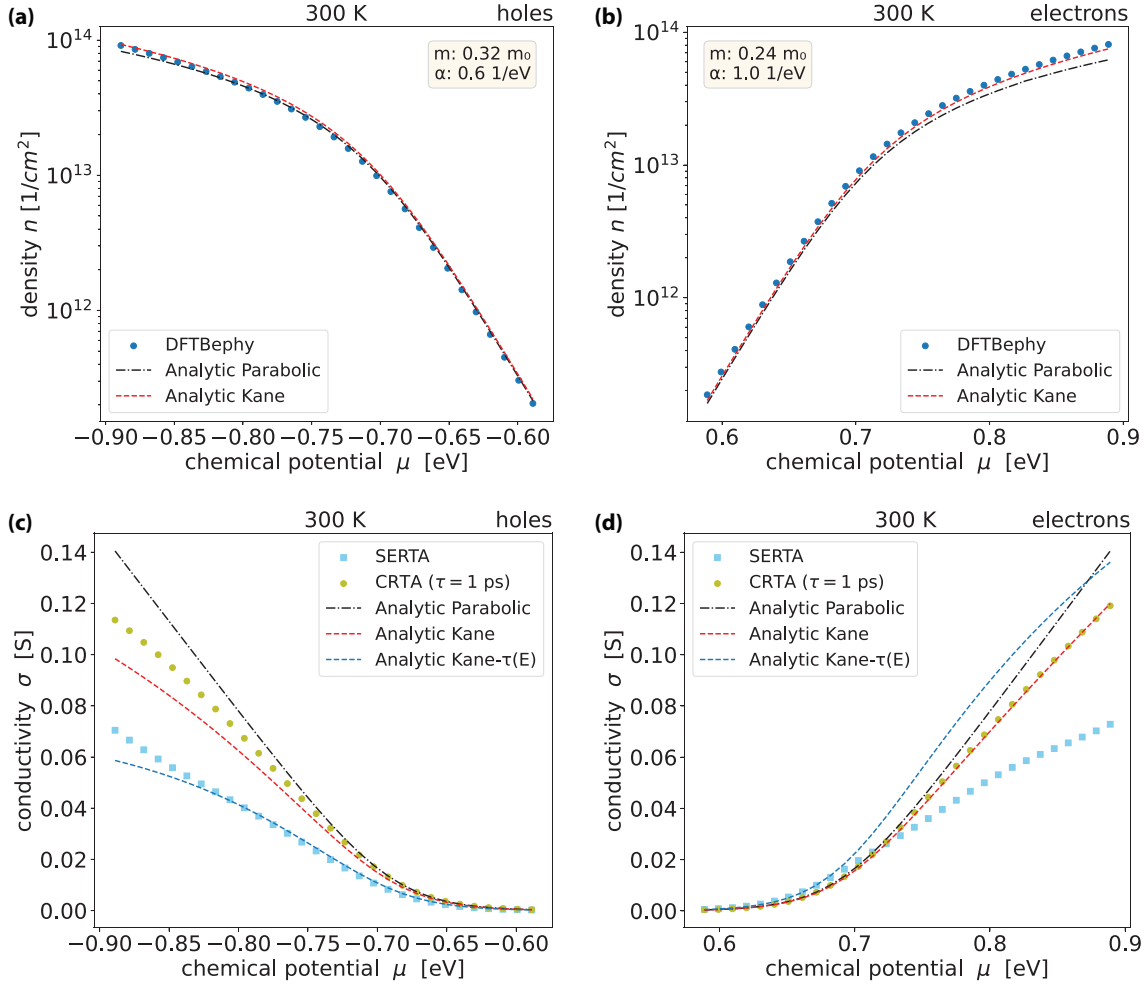 (a)
300 K
holes
m: 0.32 m₀
α: 0.6 1/eV
10¹⁴
10¹³
10¹²
density n [1/cm²]
DFTBephy
Analytic Parabolic
Analytic Kane
−0.90 −0.85 −0.80 −0.75 −0.70 −0.65 −0.60
chemical potential μ [eV]
(b)
300 K
electrons
m: 0.24 m₀
α: 1.0 1/eV
10¹⁴
10¹³
10¹²
density n [1/cm²]
DFTBephy
Analytic Parabolic
Analytic Kane
0.6 0.7 0.8 0.9
chemical potential μ [eV]
(c)
300 K
holes
SERTA
CRTA (τ = 1 ps)
Analytic Parabolic
Analytic Kane
Analytic Kane-τ(E)
0.14
0.12
0.10
0.08
0.06
0.04
0.02
0.00
conductivity σ [S]
−0.90 −0.85 −0.80 −0.75 −0.70 −0.65 −0.60
chemical potential μ [eV]
(d)
300 K
electrons
SERTA
CRTA (τ = 1 ps)
Analytic Parabolic
Analytic Kane
Analytic Kane-τ(E)
0.14
0.12
0.10
0.08
0.06
0.04
0.02
0.00
conductivity σ [S]
0.6 0.7 0.8 0.9
chemical potential μ [eV]